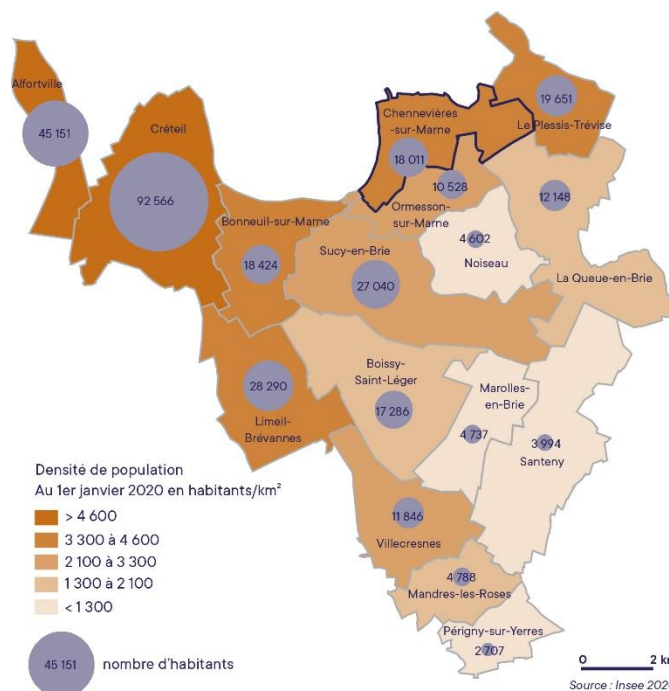 Alfortville
45 151
Créteil
92 566
Chennevières
-sur-Marne
18 011
19 651
Le Plessis-Trévise
10 528
Ormesson-
sur-Marne
12 148
Bonneuil-sur-Marne
18 424
Sucy-en-Brie
27 040
4 602
Noiseau
La Queue-en-Brie
Boissy-
Saint-Léger
17 286
28 290
Limeil-
Brévannes
Marolles-
en-Brie
4 737
3 994
Santeny
11 846
Villecresnes
4 788
Mandres-les-Roses
Périgny-sur-Yerres
2 707
Densité de population
Au 1er janvier 2020 en habitants/km²
> 4 600
3 300 à 4 600
2 100 à 3 300
1 300 à 2 100
< 1 300
45 151
nombre d'habitants
0
Source : Insee